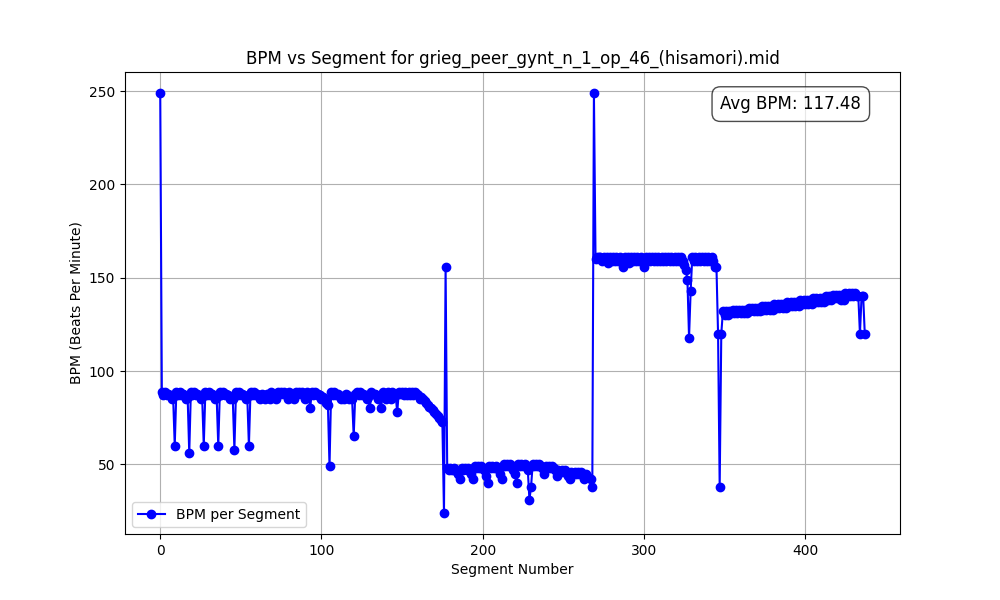 BPM vs Segment for grieg_peer_gynt_n_1_op_46_(hisamori).mid
Avg BPM: 117.48
BPM (Beats Per Minute)
250
200
150
100
50
BPM per Segment
0 100 200 300 400
Segment Number